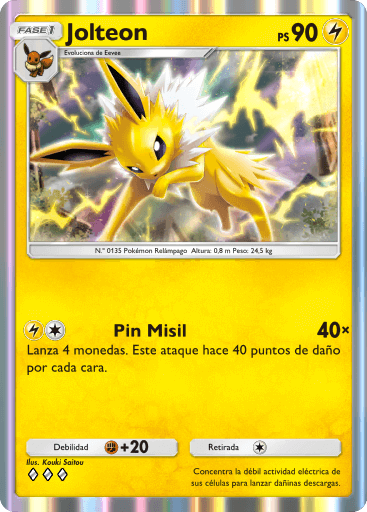 FASE 1
Jolteon
PS 90
Evoluciona de Eevee
N.º 0135 Pokémon Relámpago Altura: 0,8 m Peso: 24,5 kg
Pin Misil 40×
Lanza 4 monedas. Este ataque hace 40 puntos de daño
por cada cara.
Debilidad +20 Retirada
Ilus. Kouki Saitou
Concentra la débil actividad eléctrica de
sus células para lanzar dañinas descargas.